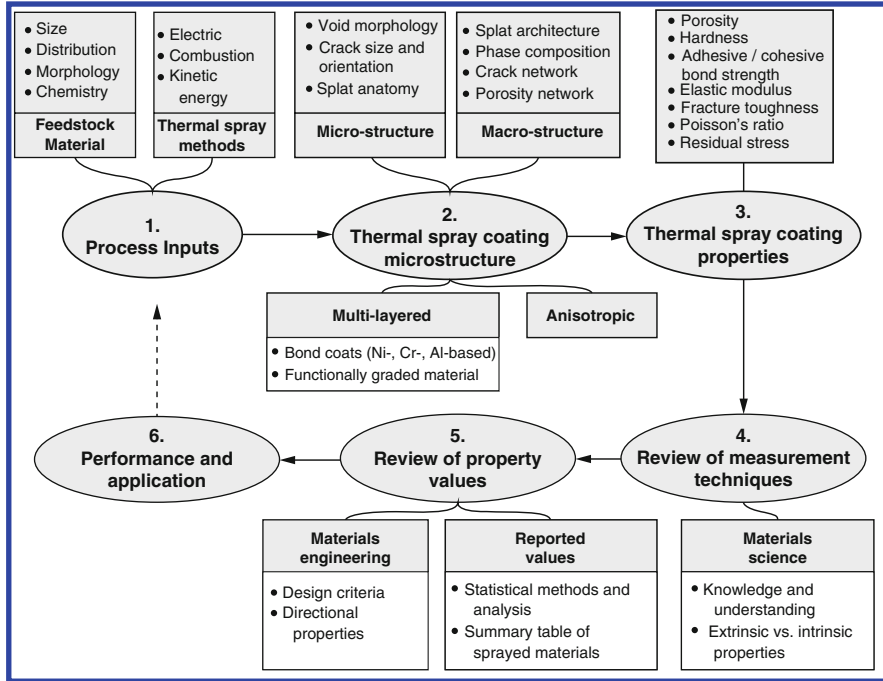 • Size
• Distribution
• Morphology
• Chemistry
Feedstock
Material
• Electric
• Combustion
• Kinetic
energy
Thermal spray
methods
• Void morphology
• Crack size and
orientation
• Splat anatomy
Micro-structure
• Splat architecture
• Phase composition
• Crack network
• Porosity network
Macro-structure
• Porosity
• Hardness
• Adhesive / cohesive
bond strength
• Elastic modulus
• Fracture toughness
• Poisson's ratio
• Residual stress
1.
Process Inputs
2.
Thermal spray coating
microstructure
3.
Thermal spray coating
properties
Multi-layered
• Bond coats (Ni-, Cr-, Al-based)
• Functionally graded material
Anisotropic
6.
Performance and
application
5.
Review of property
values
4.
Review of measurement
techniques
Materials
engineering
• Design criteria
• Directional
properties
Reported
values
• Statistical methods and
analysis
• Summary table of
sprayed materials
Materials
science
• Knowledge and
understanding
• Extrinsic vs. intrinsic
properties